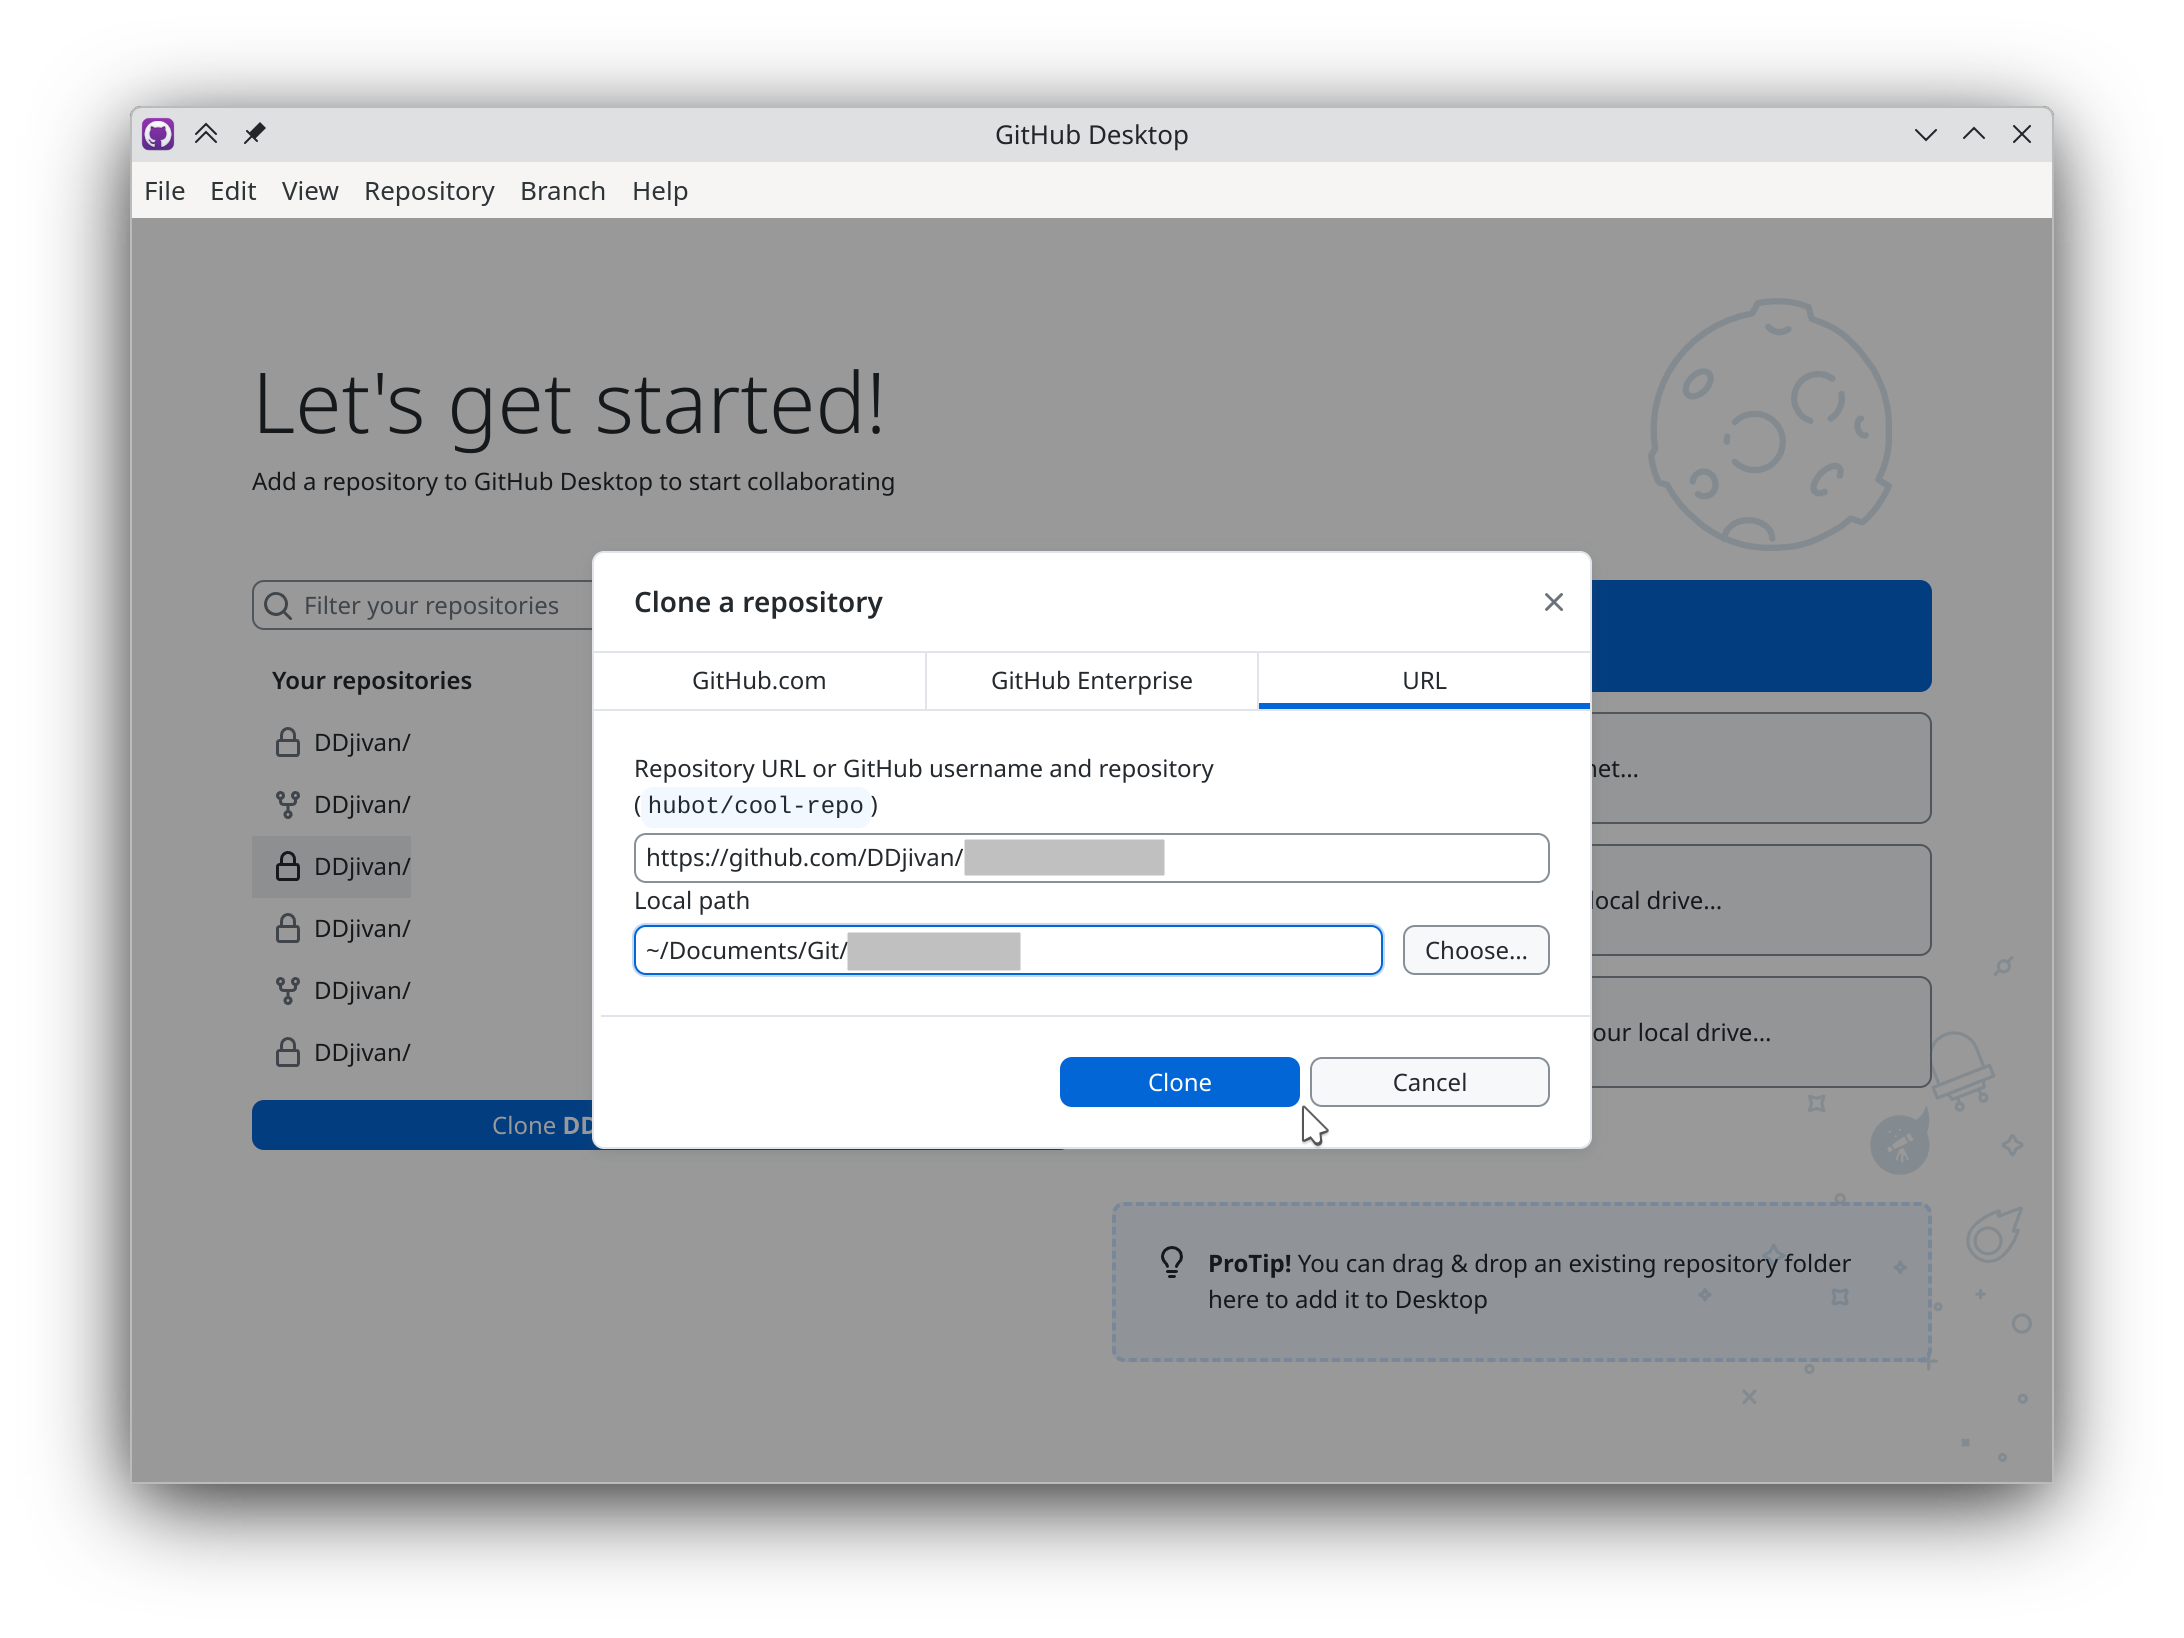 GitHub Desktop
File Edit View Repository Branch Help
Let's get started!
Add a repository to GitHub Desktop to start collaborating
Filter your repositories
Your repositories
DDjivan/
DDjivan/
DDjivan/
DDjivan/
DDjivan/
DDjivan/
Clone DD
Clone a repository
GitHub.com GitHub Enterprise URL
Repository URL or GitHub username and repository
(hubot/cool-repo)
https://github.com/DDjivan/
Local path
~/Documents/Git/
Choose...
Clone Cancel
local drive...
our local drive...
ProTip! You can drag & drop an existing repository folder
here to add it to Desktop